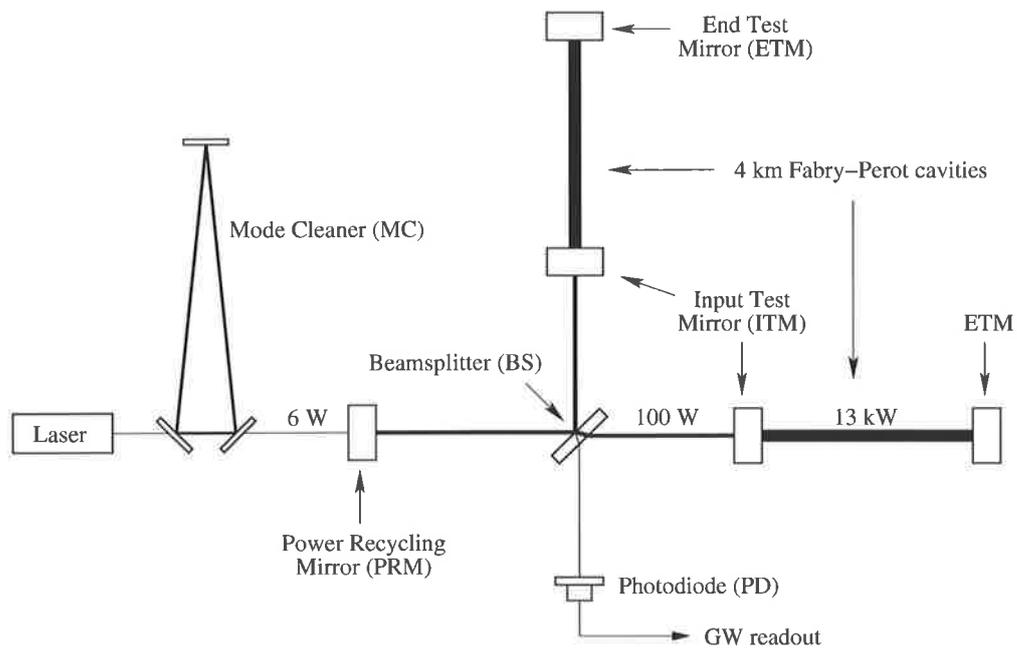 End Test
Mirror (ETM)
4 km Fabry–Perot cavities
Mode Cleaner (MC)
Input Test
Mirror (ITM)
ETM
Beamsplitter (BS)
Laser
6 W
100 W
13 kW
Power Recycling
Mirror (PRM)
Photodiode (PD)
GW readout